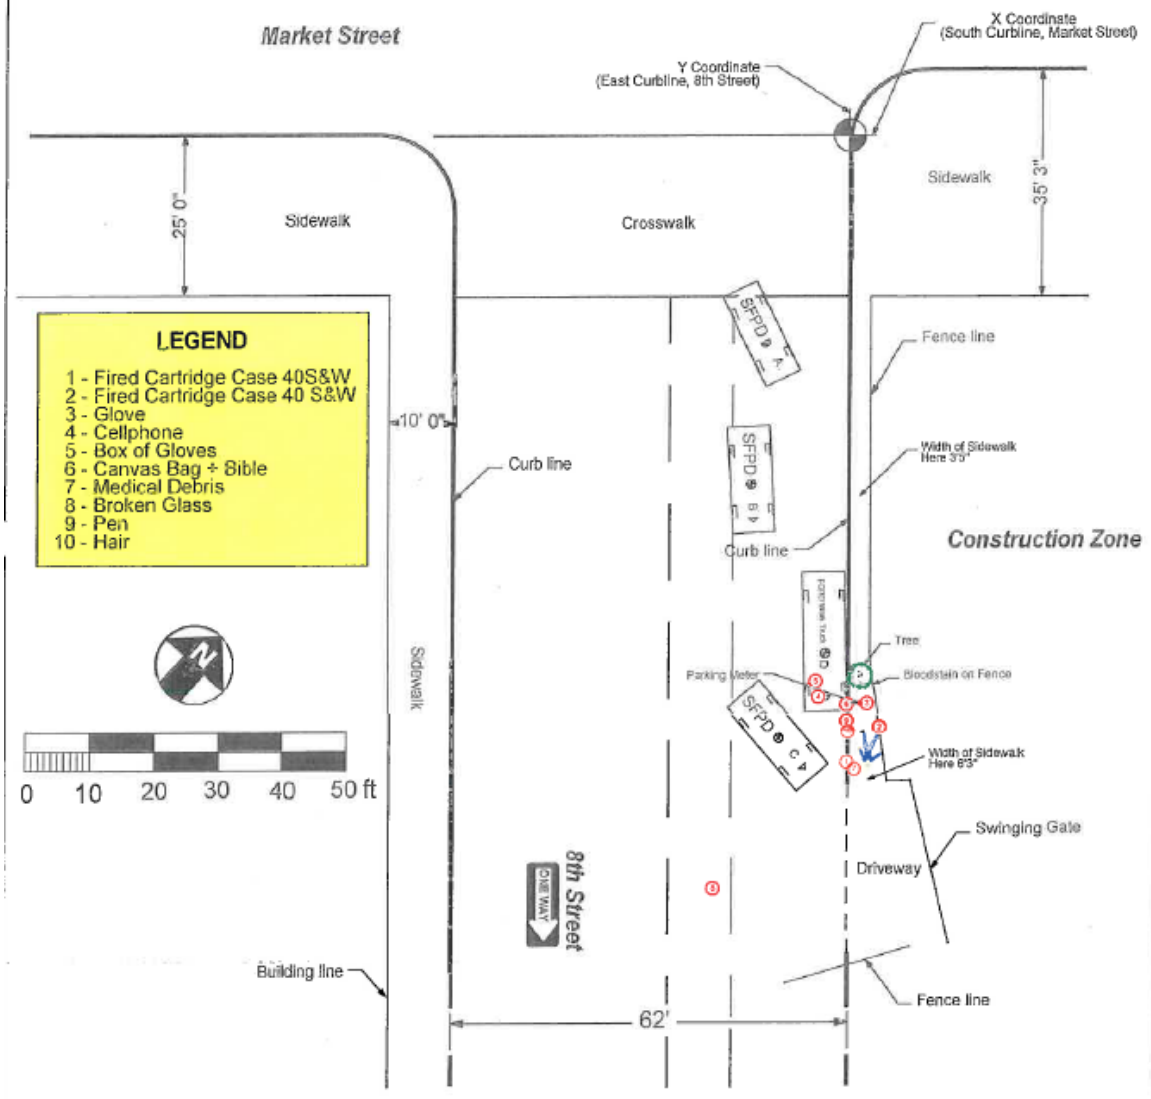 X Coordinate
(South Curbline, Market Street)
Market Street
Y Coordinate
(East Curbline, 8th Street)
Sidewalk
35' 3"
25' 0"
Sidewalk
Crosswalk
SFPD A
LEGEND
1 - Fired Cartridge Case 40S&W
2 - Fired Cartridge Case 40 S&W
3 - Glove
4 - Cellphone
5 - Box of Gloves
6 - Canvas Bag + Bible
7 - Medical Debris
8 - Broken Glass
9 - Pen
10 - Hair
Fence line
10' 0"
Width of Sidewalk
Here 3'5"
Curb line
SFPD B
Curb line
Construction Zone
D
Tree
Parking Meter
Bloodstain on Fence
Sidewalk
N
5
4
2
SFPD C
Width of Sidewalk
Here 6'3"
0 10 20 30 40 50 ft
Swinging Gate
Driveway
8th Street
ONE WAY
Building line
Fence line
62'